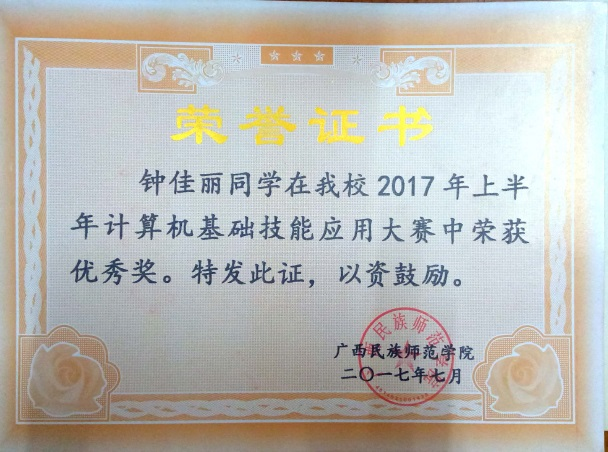 荣誉证书
钟佳丽同学在我校2017年上半
年计算机基础技能应用大赛中荣获
优秀奖。特发此证，以资鼓励。
广西民族师范学院
二〇一七年七月